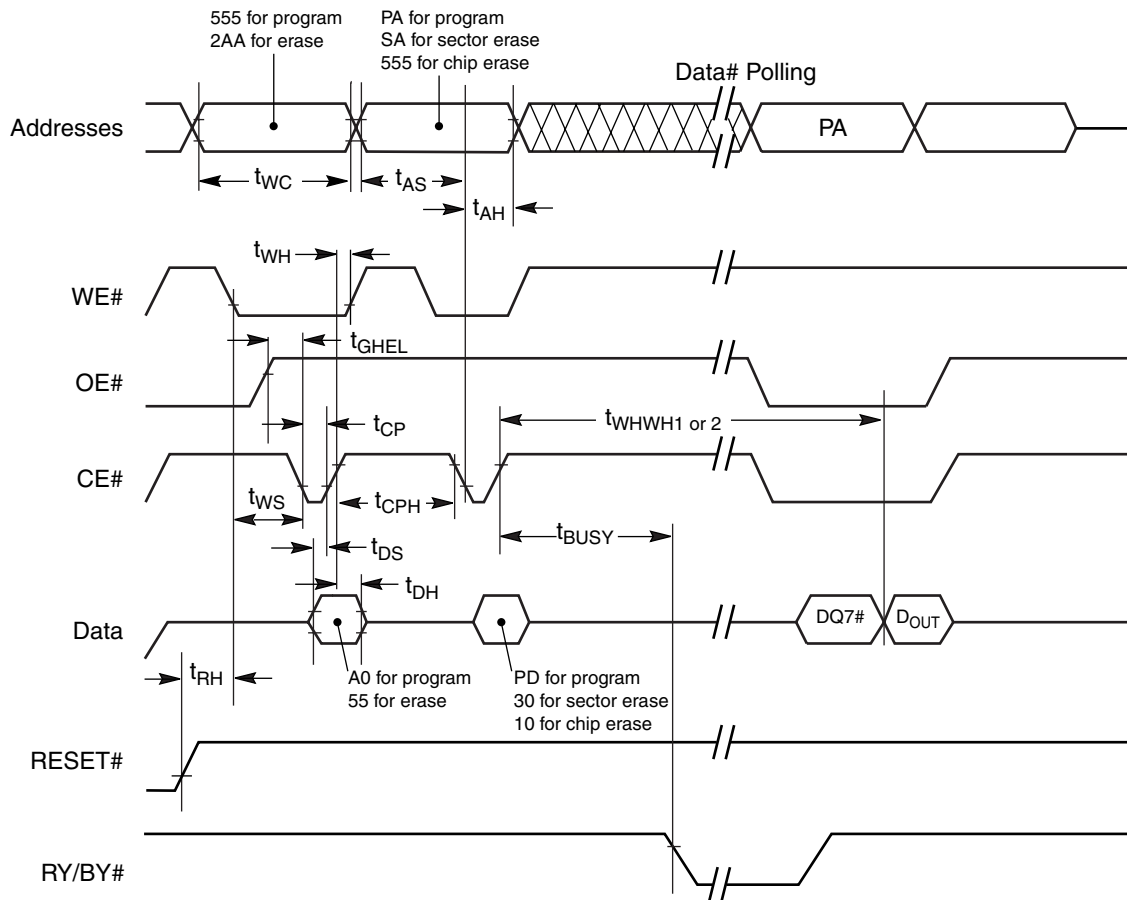 555 for program
2AA for erase
PA for program
SA for sector erase
555 for chip erase
Data# Polling
Addresses
PA
tWC
tAS
tAH
tWH
WE#
tGHEL
OE#
tWHWH1 or 2
tCP
CE#
tWS
tCPH
tBUSY
tDS
tDH
Data
DQ7#
DOUT
tRH
A0 for program
55 for erase
PD for program
30 for sector erase
10 for chip erase
RESET#
RY/BY#